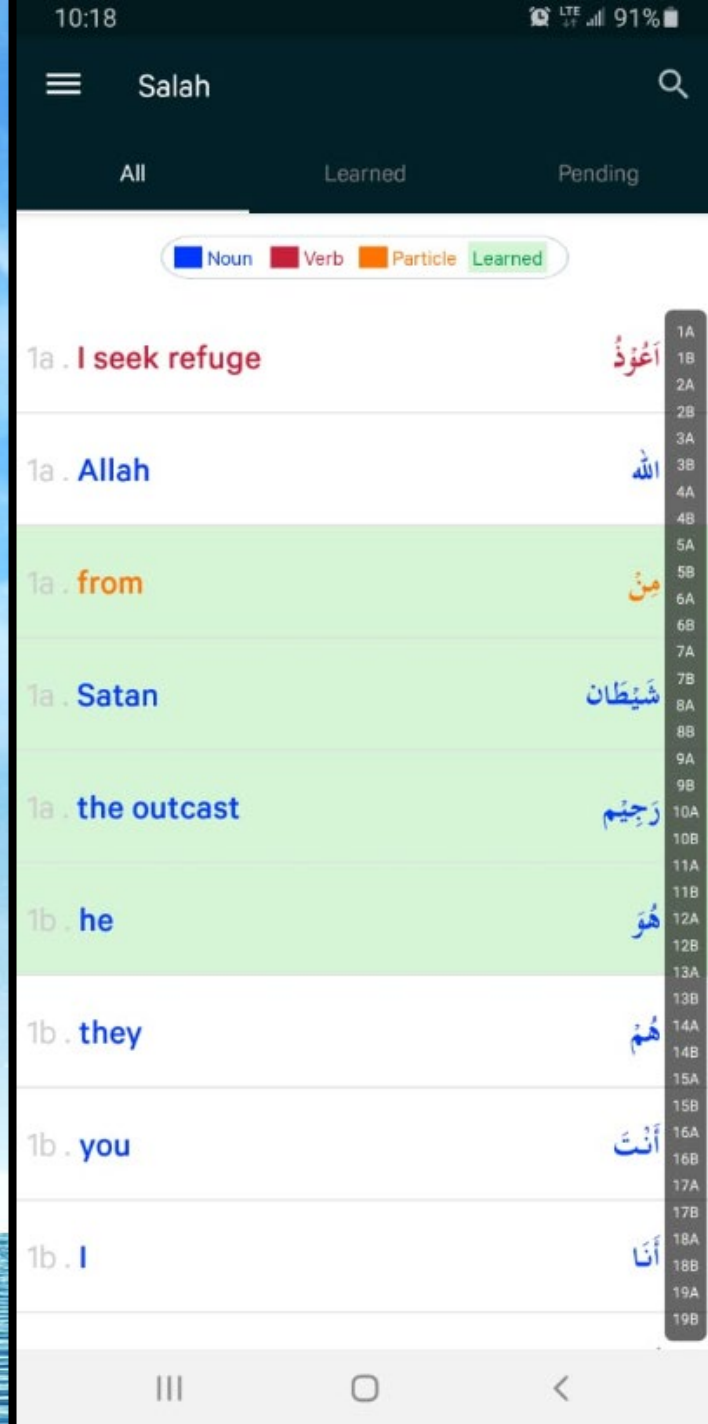 10:18 LTE 91%
Salah
All Learned Pending
Noun Verb Particle Learned
1a . I seek refuge اَعُوْذُ
1a . Allah الله
1a . from مِنْ
1a . Satan شَيْطَان
1a . the outcast رَجِيْم
1b . he هُوَ
1b . they هُمْ
1b . you أَنْتَ
1b . I أَنَا
1A
1B
2A
2B
3A
3B
4A
4B
5A
5B
6A
6B
7A
7B
8A
8B
9A
9B
10A
10B
11A
11B
12A
12B
13A
13B
14A
14B
15A
15B
16A
16B
17A
17B
18A
18B
19A
19B